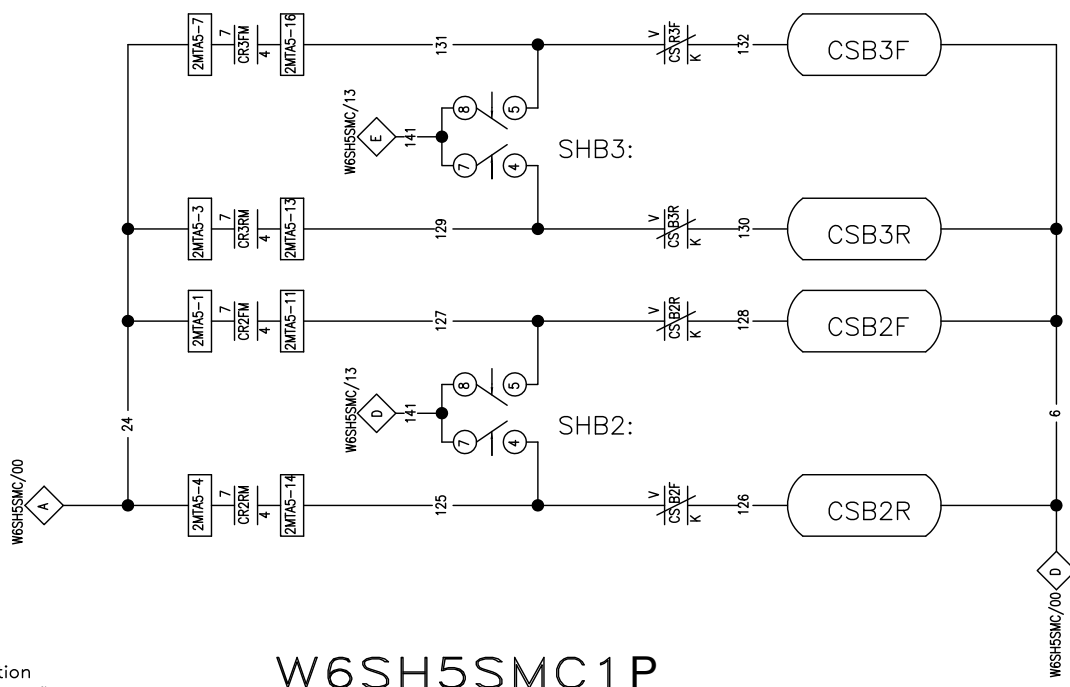 2MTA5-7
7
CR3FM
4
2MTA5-16
131
V
CSR3F
K
132
CSB3F
W6SH5SMC/13
E
141
8
5
7
4
SHB3:
2MTA5-3
7
CR3RM
4
2MTA5-13
129
V
CSB3R
K
130
CSB3R
2MTA5-1
7
CR2FM
4
2MTA5-11
127
V
CSB2R
K
128
CSB2F
W6SH5SMC/13
D
141
8
5
7
4
SHB2:
24
6
W6SH5SMC/00
A
2MTA5-4
7
CR2RM
4
2MTA5-14
125
V
CSB2F
K
126
CSB2R
D
W6SH5SMC/00
tion
W6SH5SMC1P